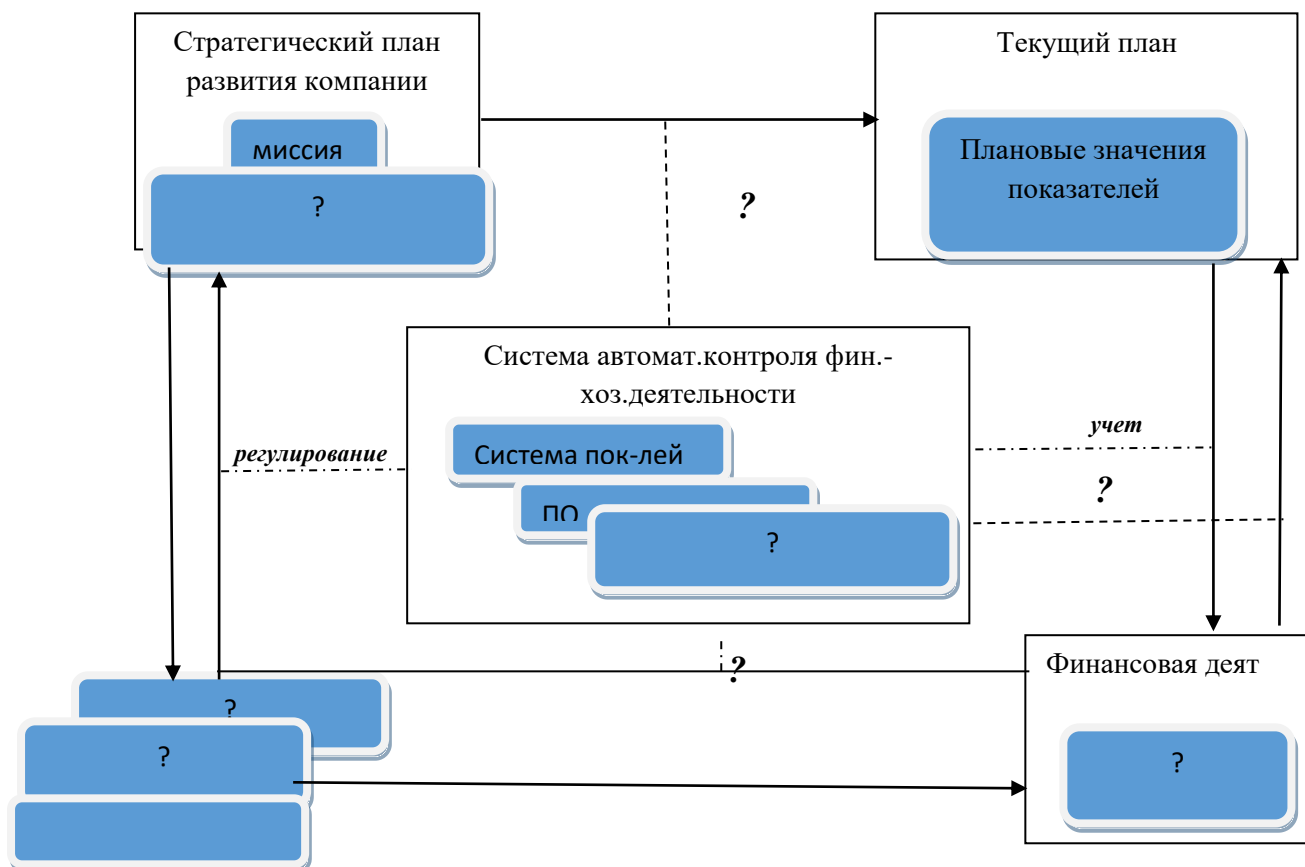 Стратегический план
развития компании
миссия
?
Текущий план
Плановые значения
показателей
?
Система автомат.контроля фин.-
хоз.деятельности
Система пок-лей
ПО
?
регулирование
учет
?
?
Финансовая деят
?
?
?